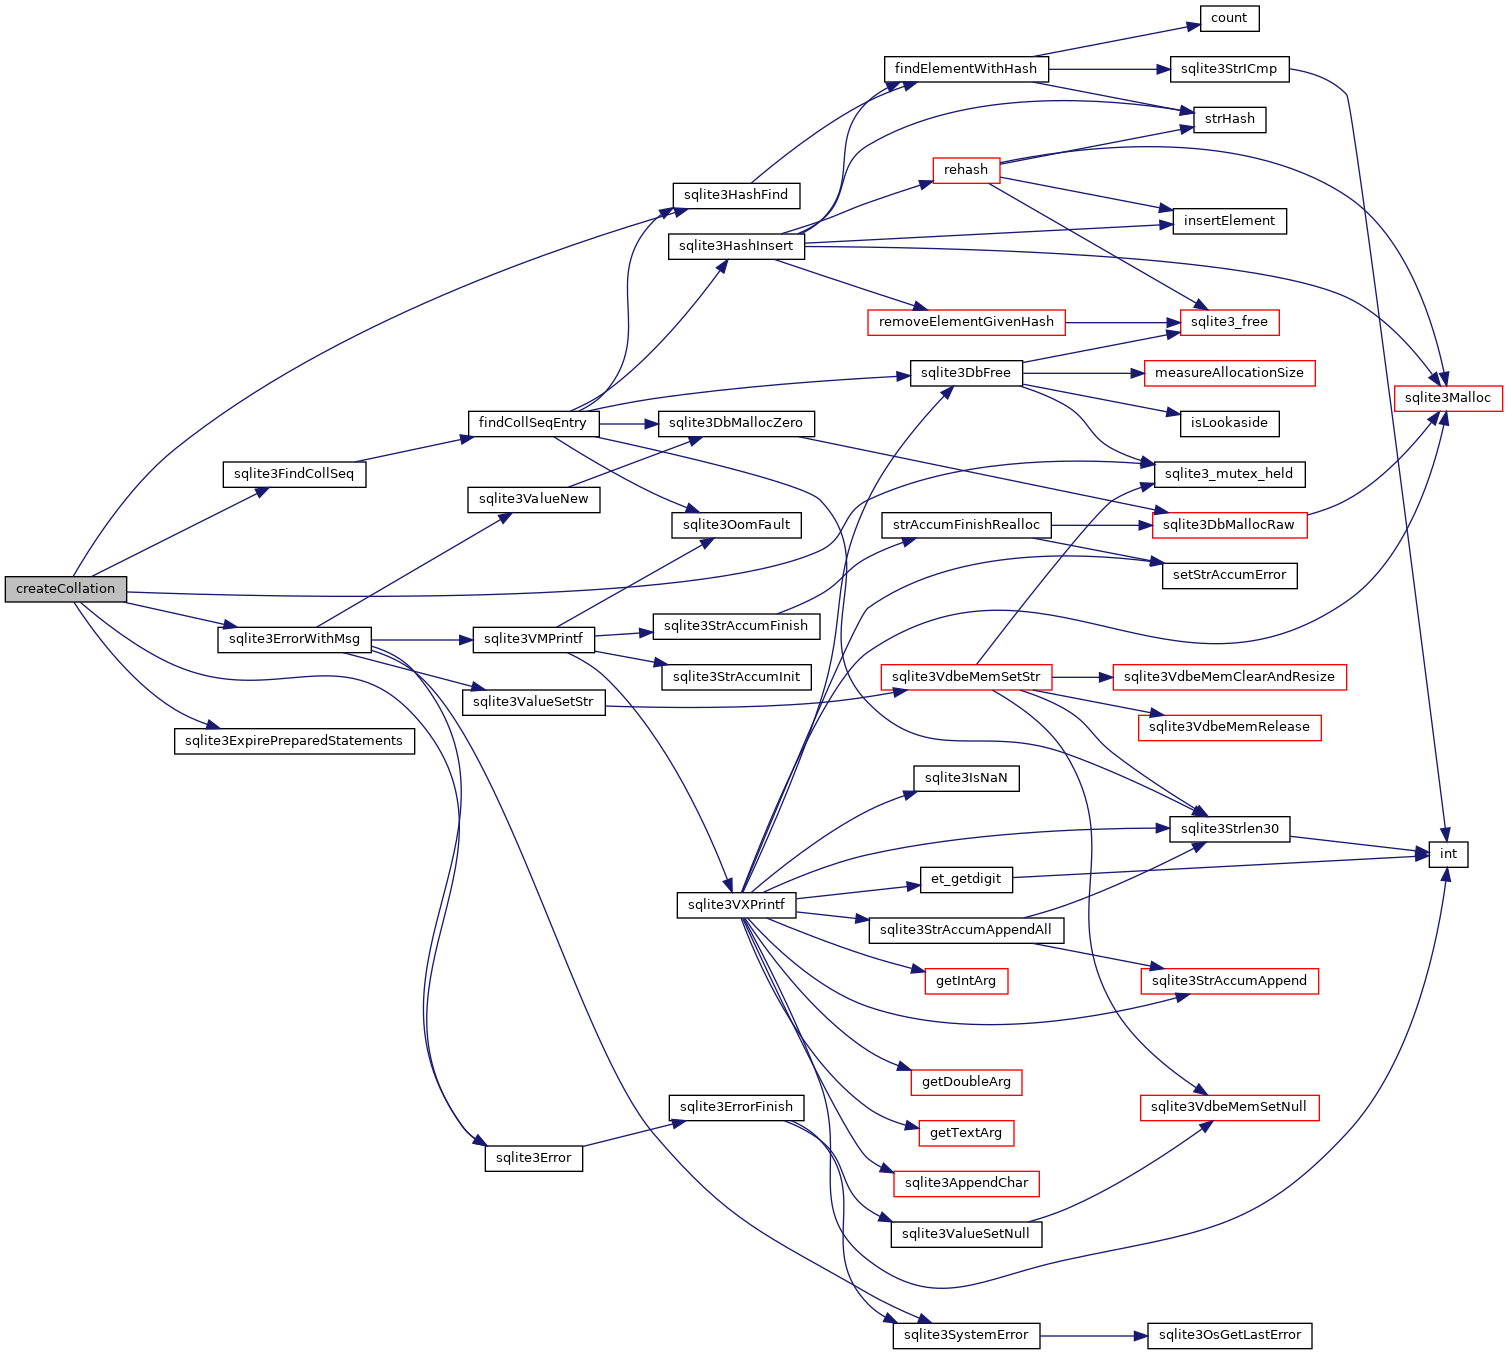 count
findElementWithHash
sqlite3StrICmp
strHash
rehash
sqlite3HashFind
insertElement
sqlite3HashInsert
removeElementGivenHash
sqlite3_free
sqlite3DbFree
measureAllocationSize
sqlite3Malloc
findCollSeqEntry
sqlite3DbMallocZero
isLookaside
sqlite3FindCollSeq
sqlite3_mutex_held
sqlite3ValueNew
sqlite3OomFault
strAccumFinishRealloc
sqlite3DbMallocRaw
setStrAccumError
createCollation
sqlite3StrAccumFinish
sqlite3ErrorWithMsg
sqlite3VMPrintf
sqlite3StrAccumInit
sqlite3VdbeMemSetStr
sqlite3VdbeMemClearAndResize
sqlite3ValueSetStr
sqlite3VdbeMemRelease
sqlite3ExpirePreparedStatements
sqlite3IsNaN
sqlite3Strlen30
int
et_getdigit
sqlite3VXPrintf
sqlite3StrAccumAppendAll
getIntArg
sqlite3StrAccumAppend
getDoubleArg
sqlite3ErrorFinish
sqlite3VdbeMemSetNull
getTextArg
sqlite3Error
sqlite3AppendChar
sqlite3ValueSetNull
sqlite3SystemError
sqlite3OsGetLastError